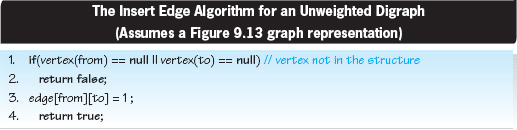 The Insert Edge Algorithm for an Unweighted Digraph
(Assumes a Figure 9.13 graph representation)
1. if(vertex(from) == null || vertex(to) == null) // vertex not in the structure
2. return false;
3. edge[from][to] = 1;
4. return true;